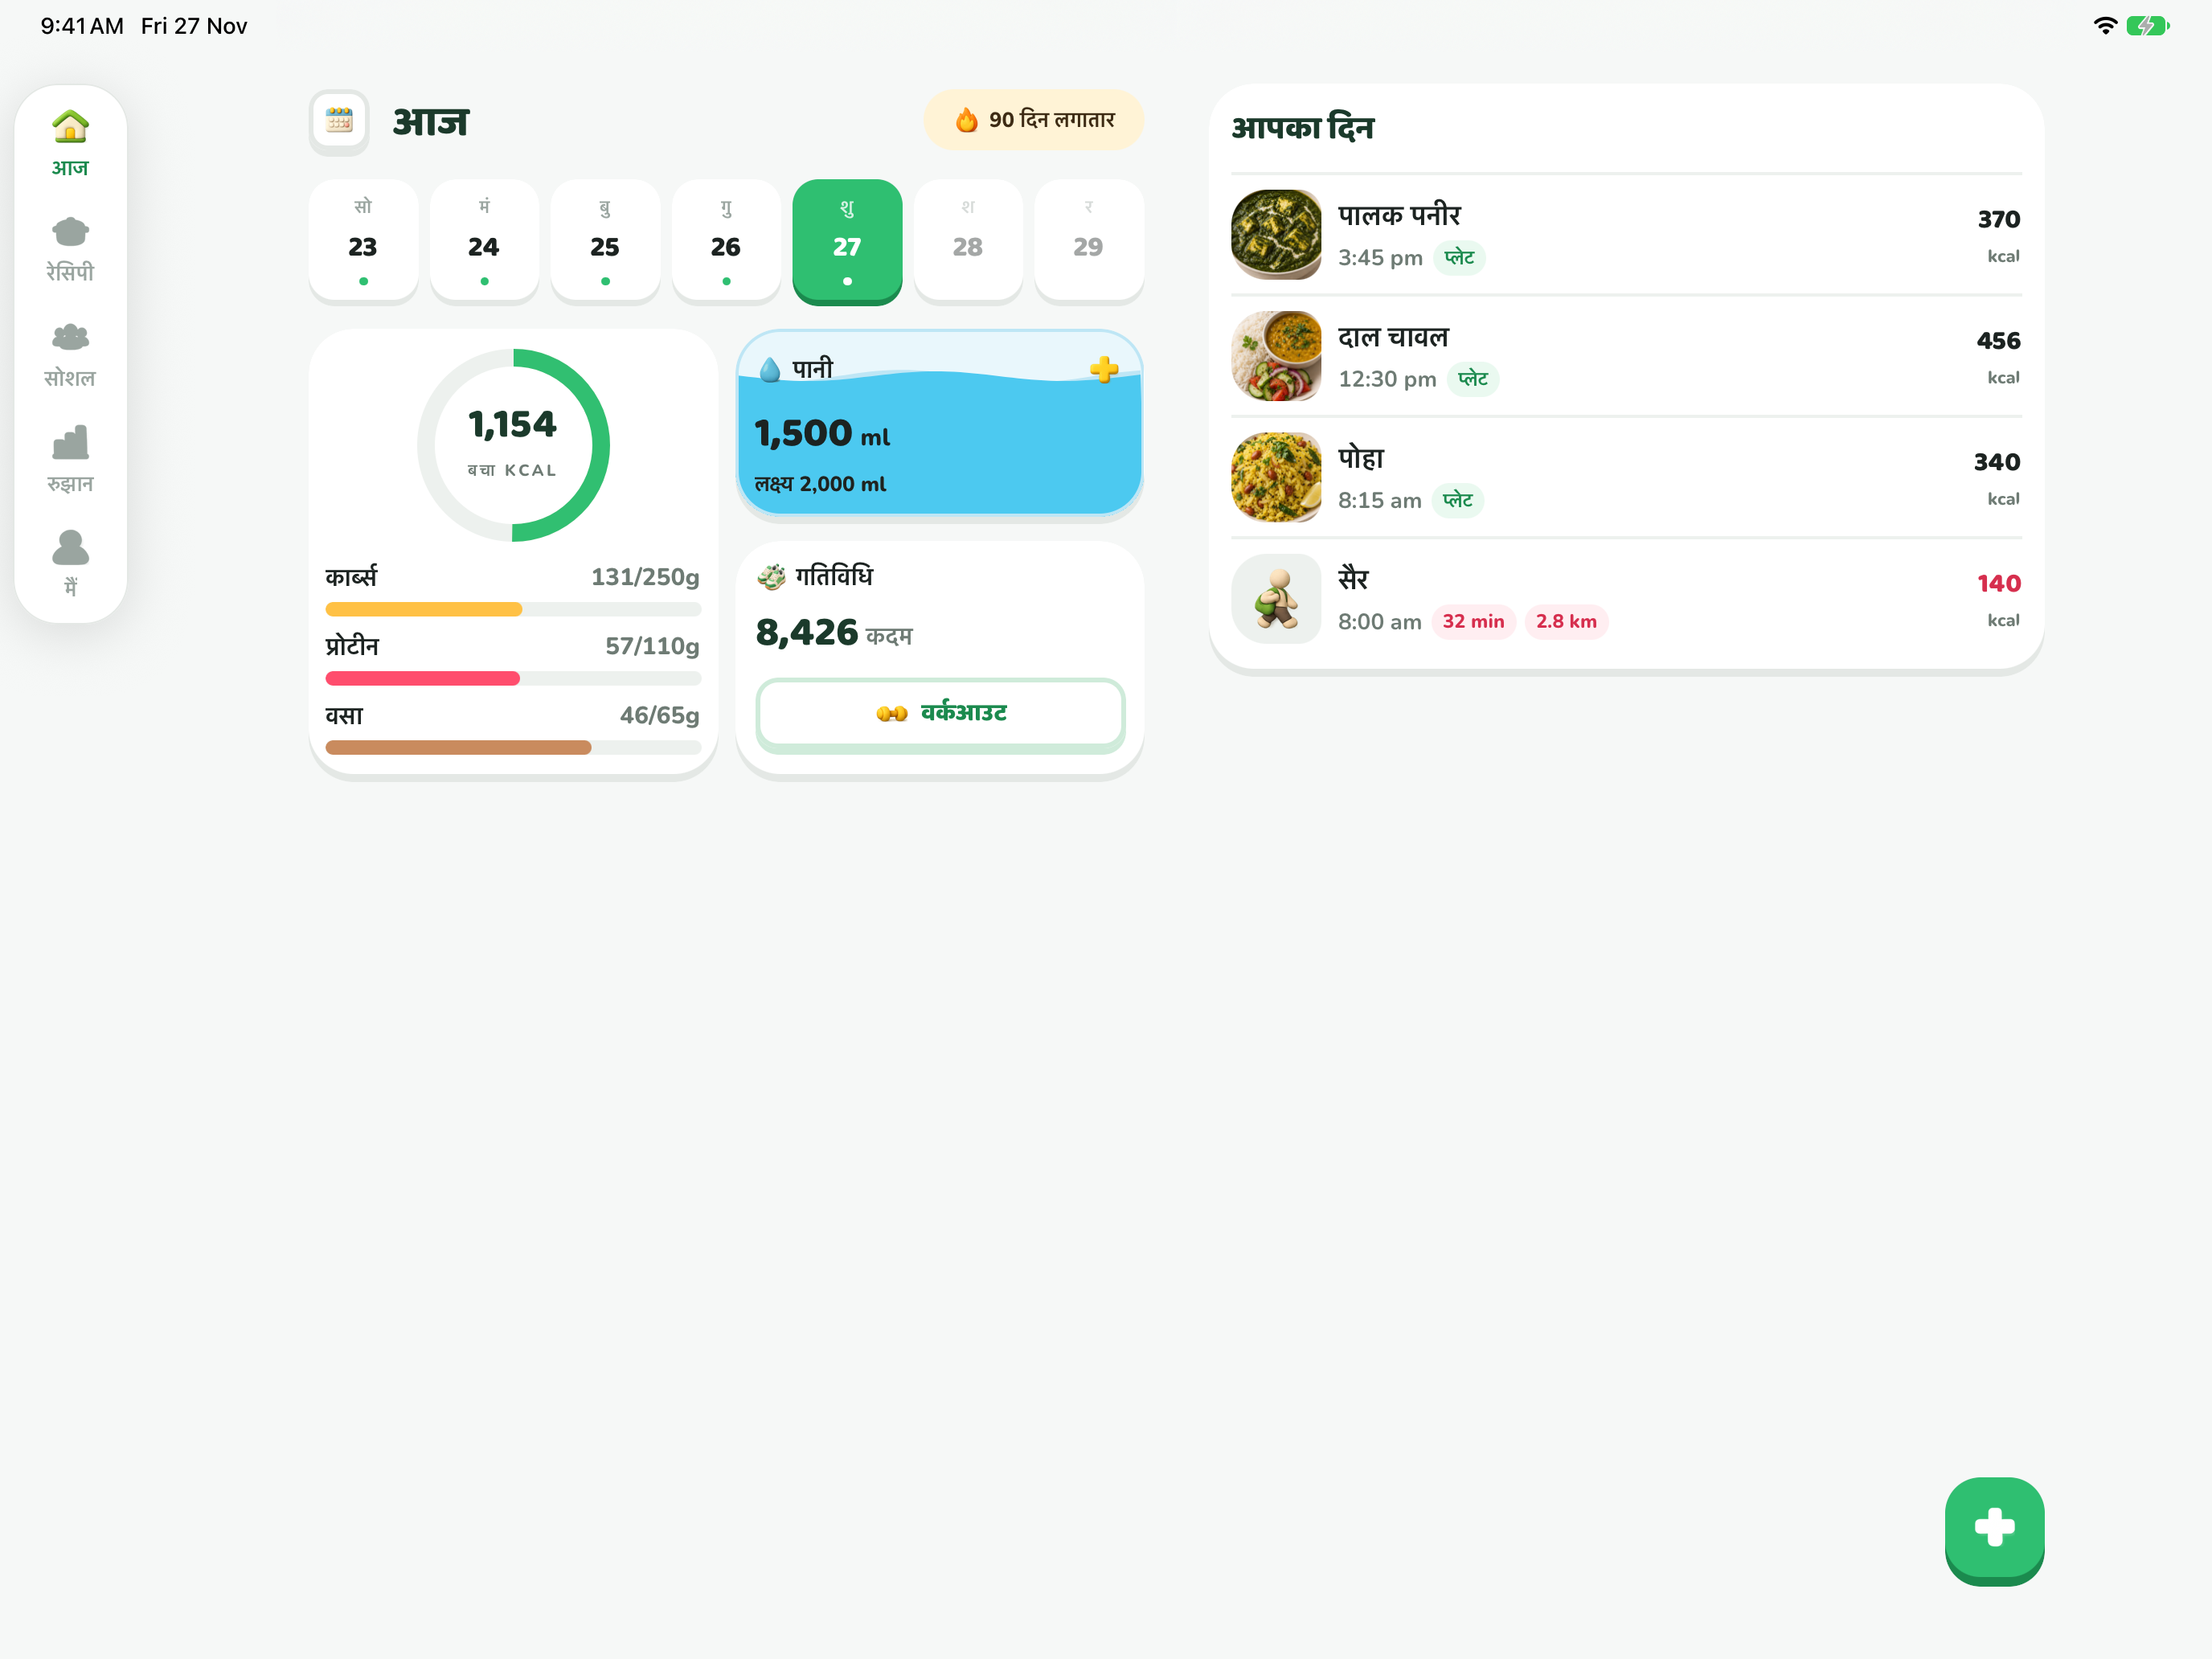 9:41 AM Fri 27 Nov
आज
रेसिपी
सोशल
रुझान
मैं
आज
90 दिन लगातार
सो मं बु गु शु श र
23 24 25 26 27 28 29
1,154
बचा KCAL
कार्ब्स 131/250g
प्रोटीन 57/110g
वसा 46/65g
पानी
1,500 ml
लक्ष्य 2,000 ml
गतिविधि
8,426 कदम
वर्कआउट
आपका दिन
पालक पनीर 370
3:45 pm प्लेट kcal
दाल चावल 456
12:30 pm प्लेट kcal
पोहा 340
8:15 am प्लेट kcal
सैर 140
8:00 am 32 min 2.8 km kcal